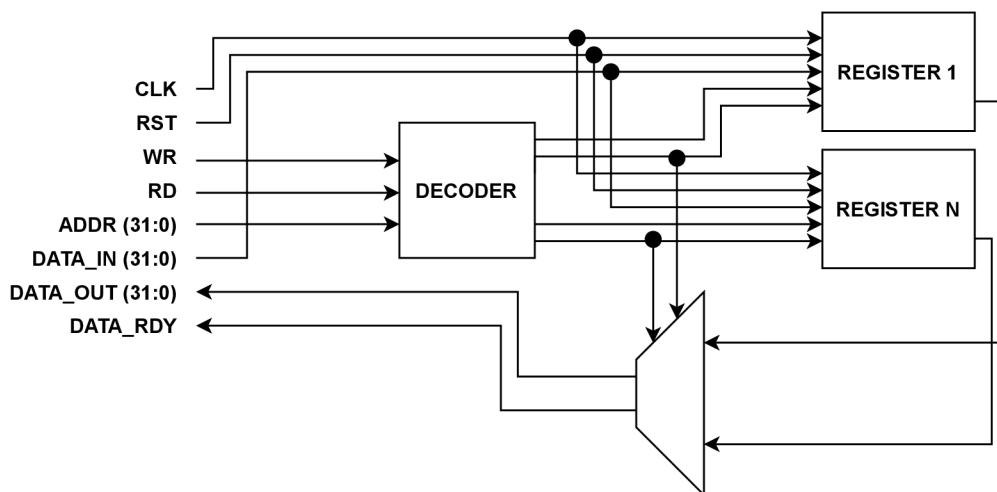 CLK
RST
WR
RD
ADDR (31:0)
DATA_IN (31:0)
DATA_OUT (31:0)
DATA_RDY
DECODER
REGISTER 1
REGISTER N